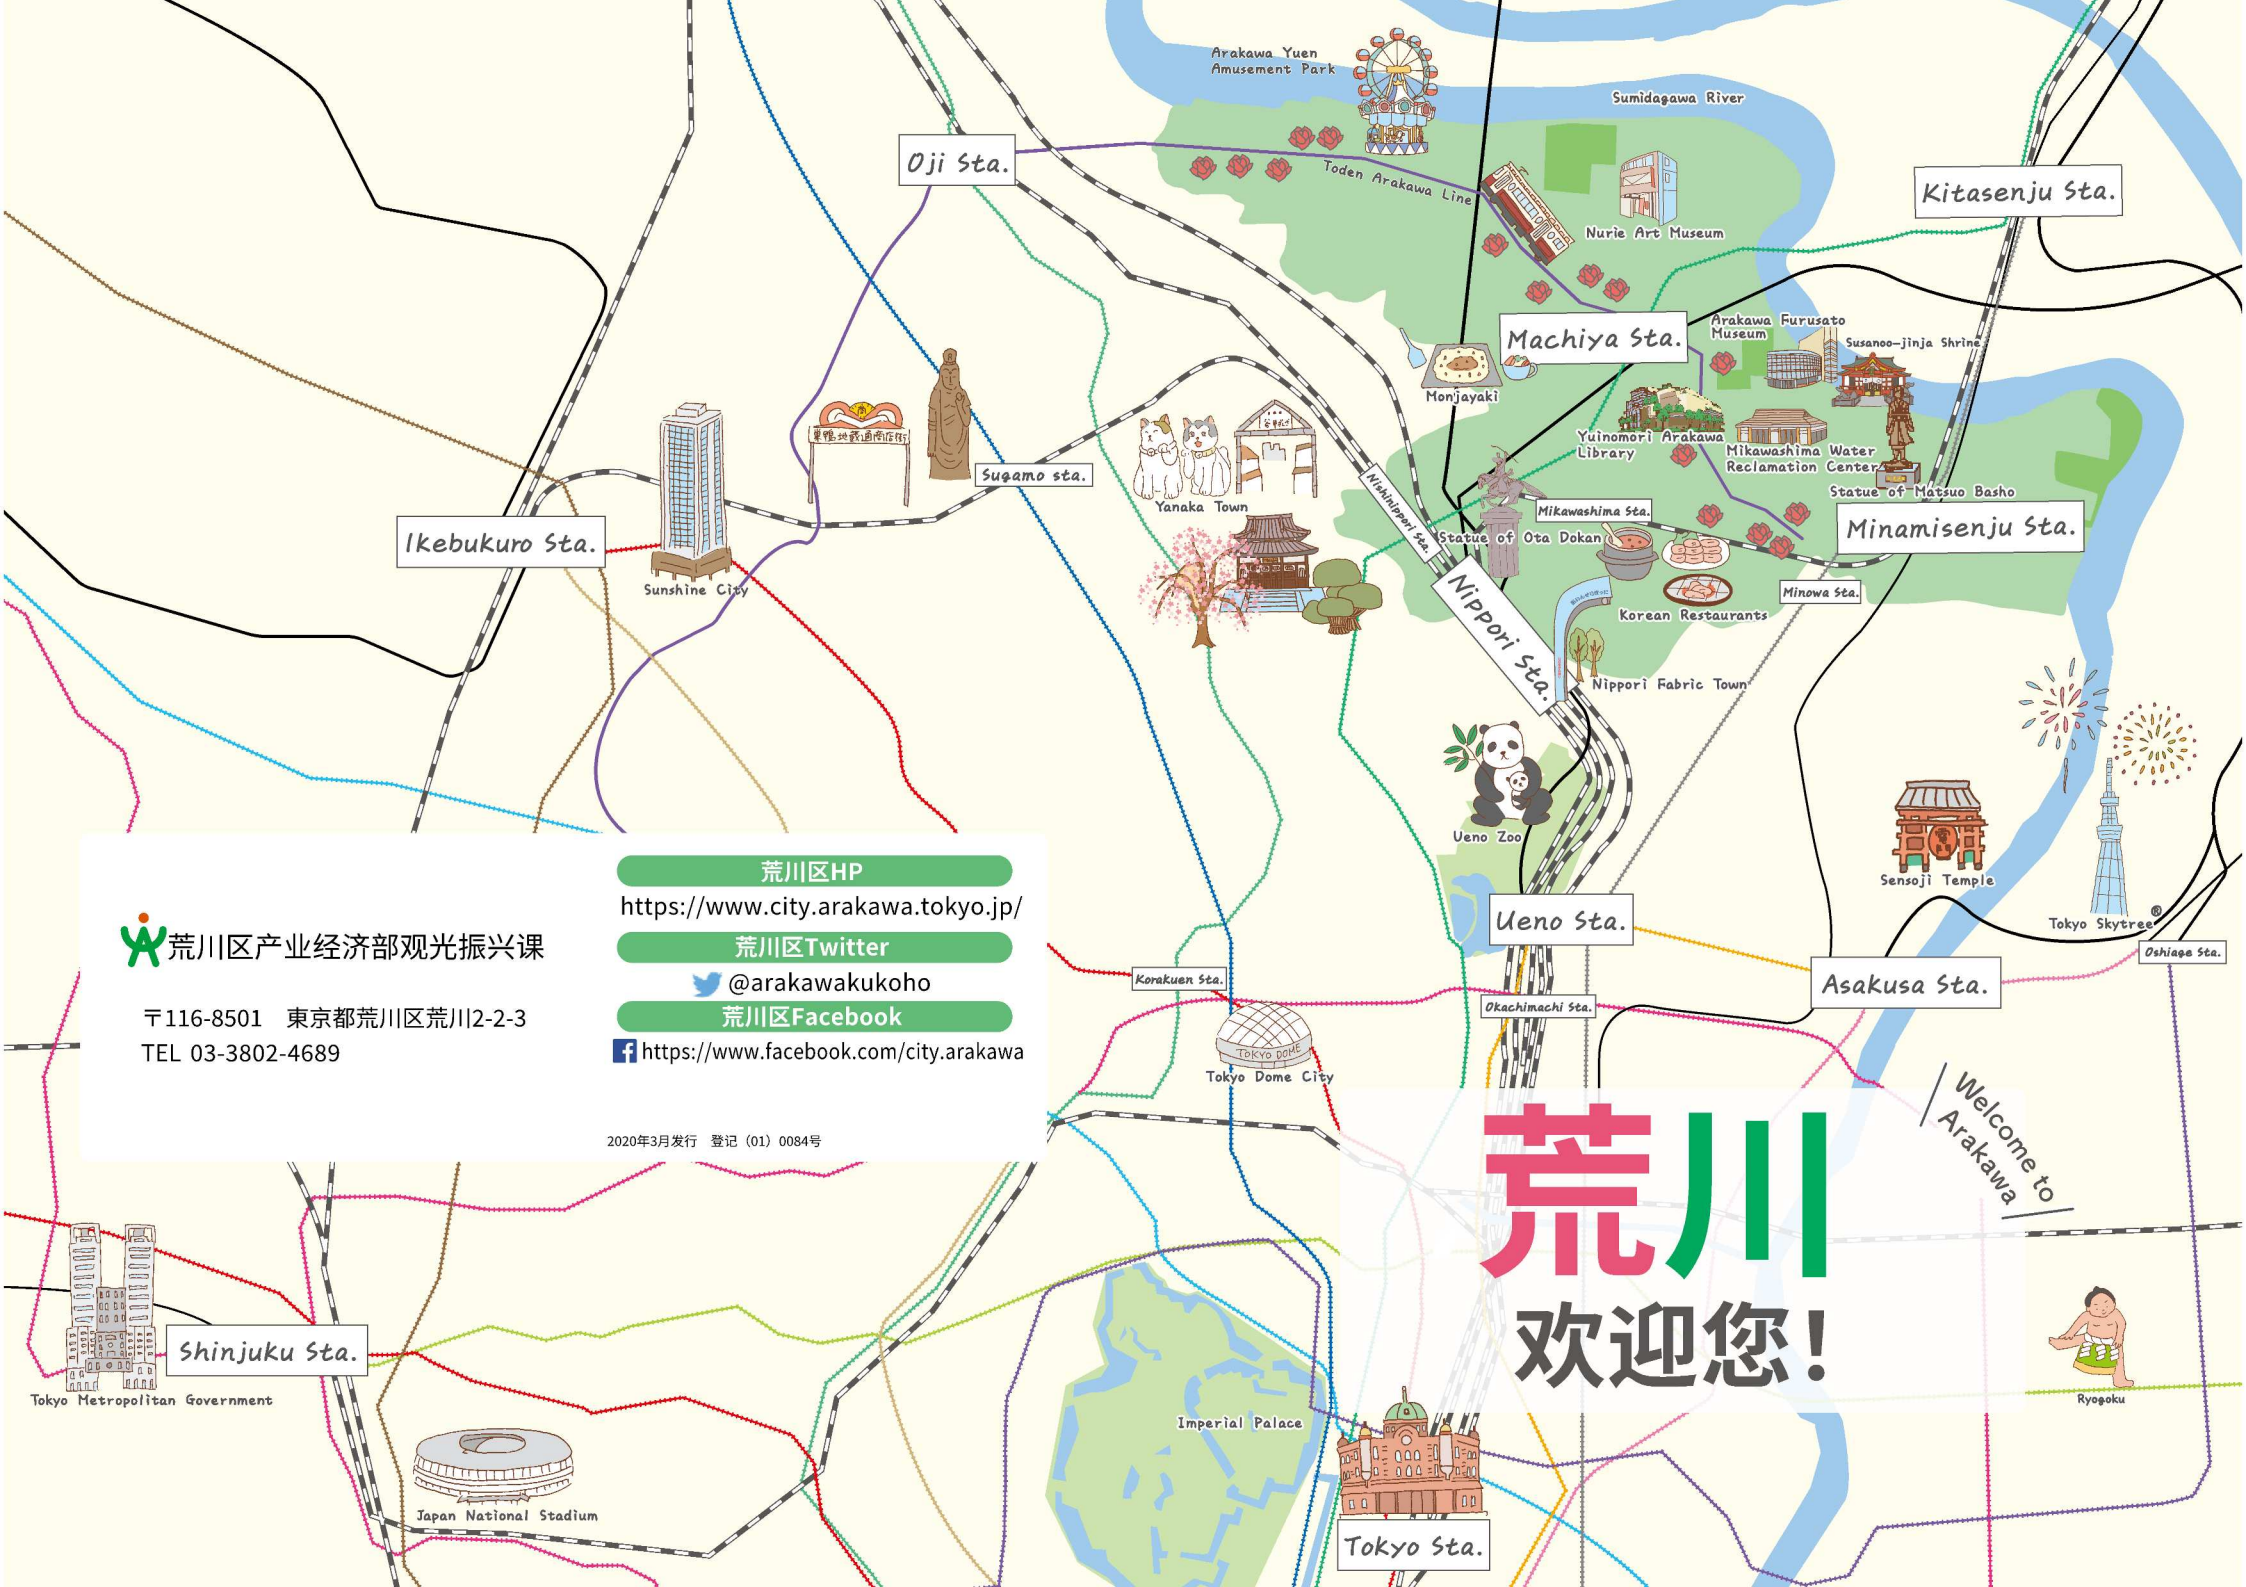 Arakawa Yuen
Amusement Park
Sumidagawa River
Oji Sta.
Toden Arakawa Line
Kitasenju Sta.
Nurie Art Museum
Machiya Sta.
Arakawa Furusato
Museum
Susanoo-jinja Shrine
Monjayaki
巣鴨地蔵通商店街
Yuinomori Arakawa
Library
Mikawashima Water
Reclamation Center
Sugamo sta.
Yanaka Town
Nishinippori Sta.
Statue of Matsuo Basho
Mikawashima Sta.
Minamisenju Sta.
Ikebukuro Sta.
Statue of Ota Dokan
Sunshine City
Nippori Sta.
Minowa Sta.
Korean Restaurants
Nippori Fabric Town
Ueno Zoo
Sensoji Temple
Tokyo Skytree®
Ueno Sta.
Oshiage Sta.
Asakusa Sta.
Korakuen Sta.
Okachimachi Sta.
TOKYO DOME
Tokyo Dome City
荒川区产业经济部观光振兴课
〒116-8501 東京都荒川区荒川2-2-3
TEL 03-3802-4689
荒川区HP
https://www.city.arakawa.tokyo.jp/
荒川区Twitter
@arakawakukoho
荒川区Facebook
https://www.facebook.com/city.arakawa
2020年3月发行 登记（01）0084号
Welcome to
Arakawa
荒川
欢迎您！
Shinjuku Sta.
Tokyo Metropolitan Government
Japan National Stadium
Imperial Palace
Tokyo Sta.
Ryogoku